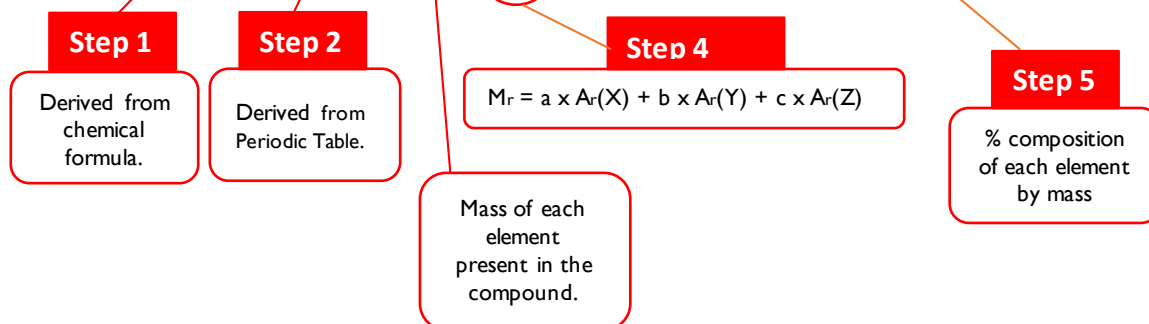 Step 1
Derived from
chemical
formula.
Step 2
Derived from
Periodic Table.
Mass of each
element
present in the
compound.
Step 4
Mr = a x Ar(X) + b x Ar(Y) + c x Ar(Z)
Step 5
% composition
of each element
by mass